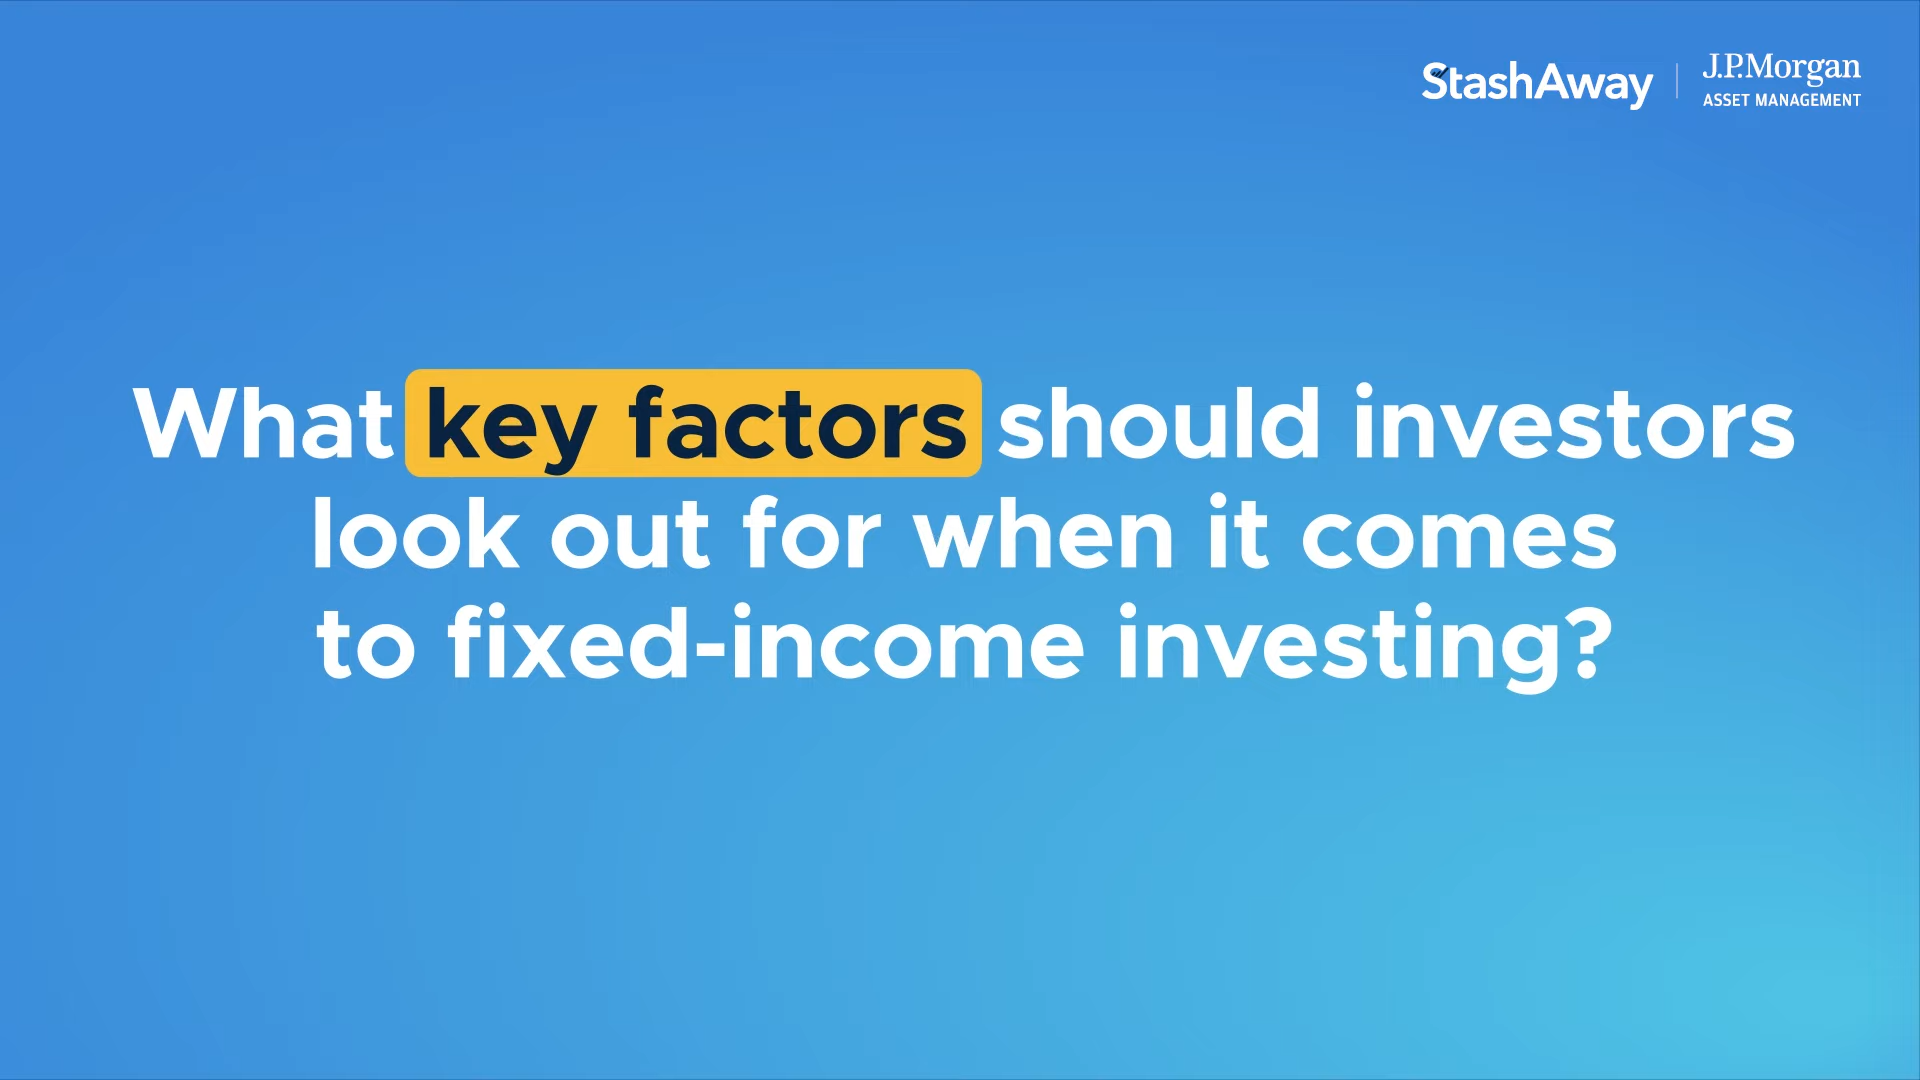 StashAway
J.P.Morgan
ASSET MANAGEMENT
What key factors should investors
look out for when it comes
to fixed-income investing?